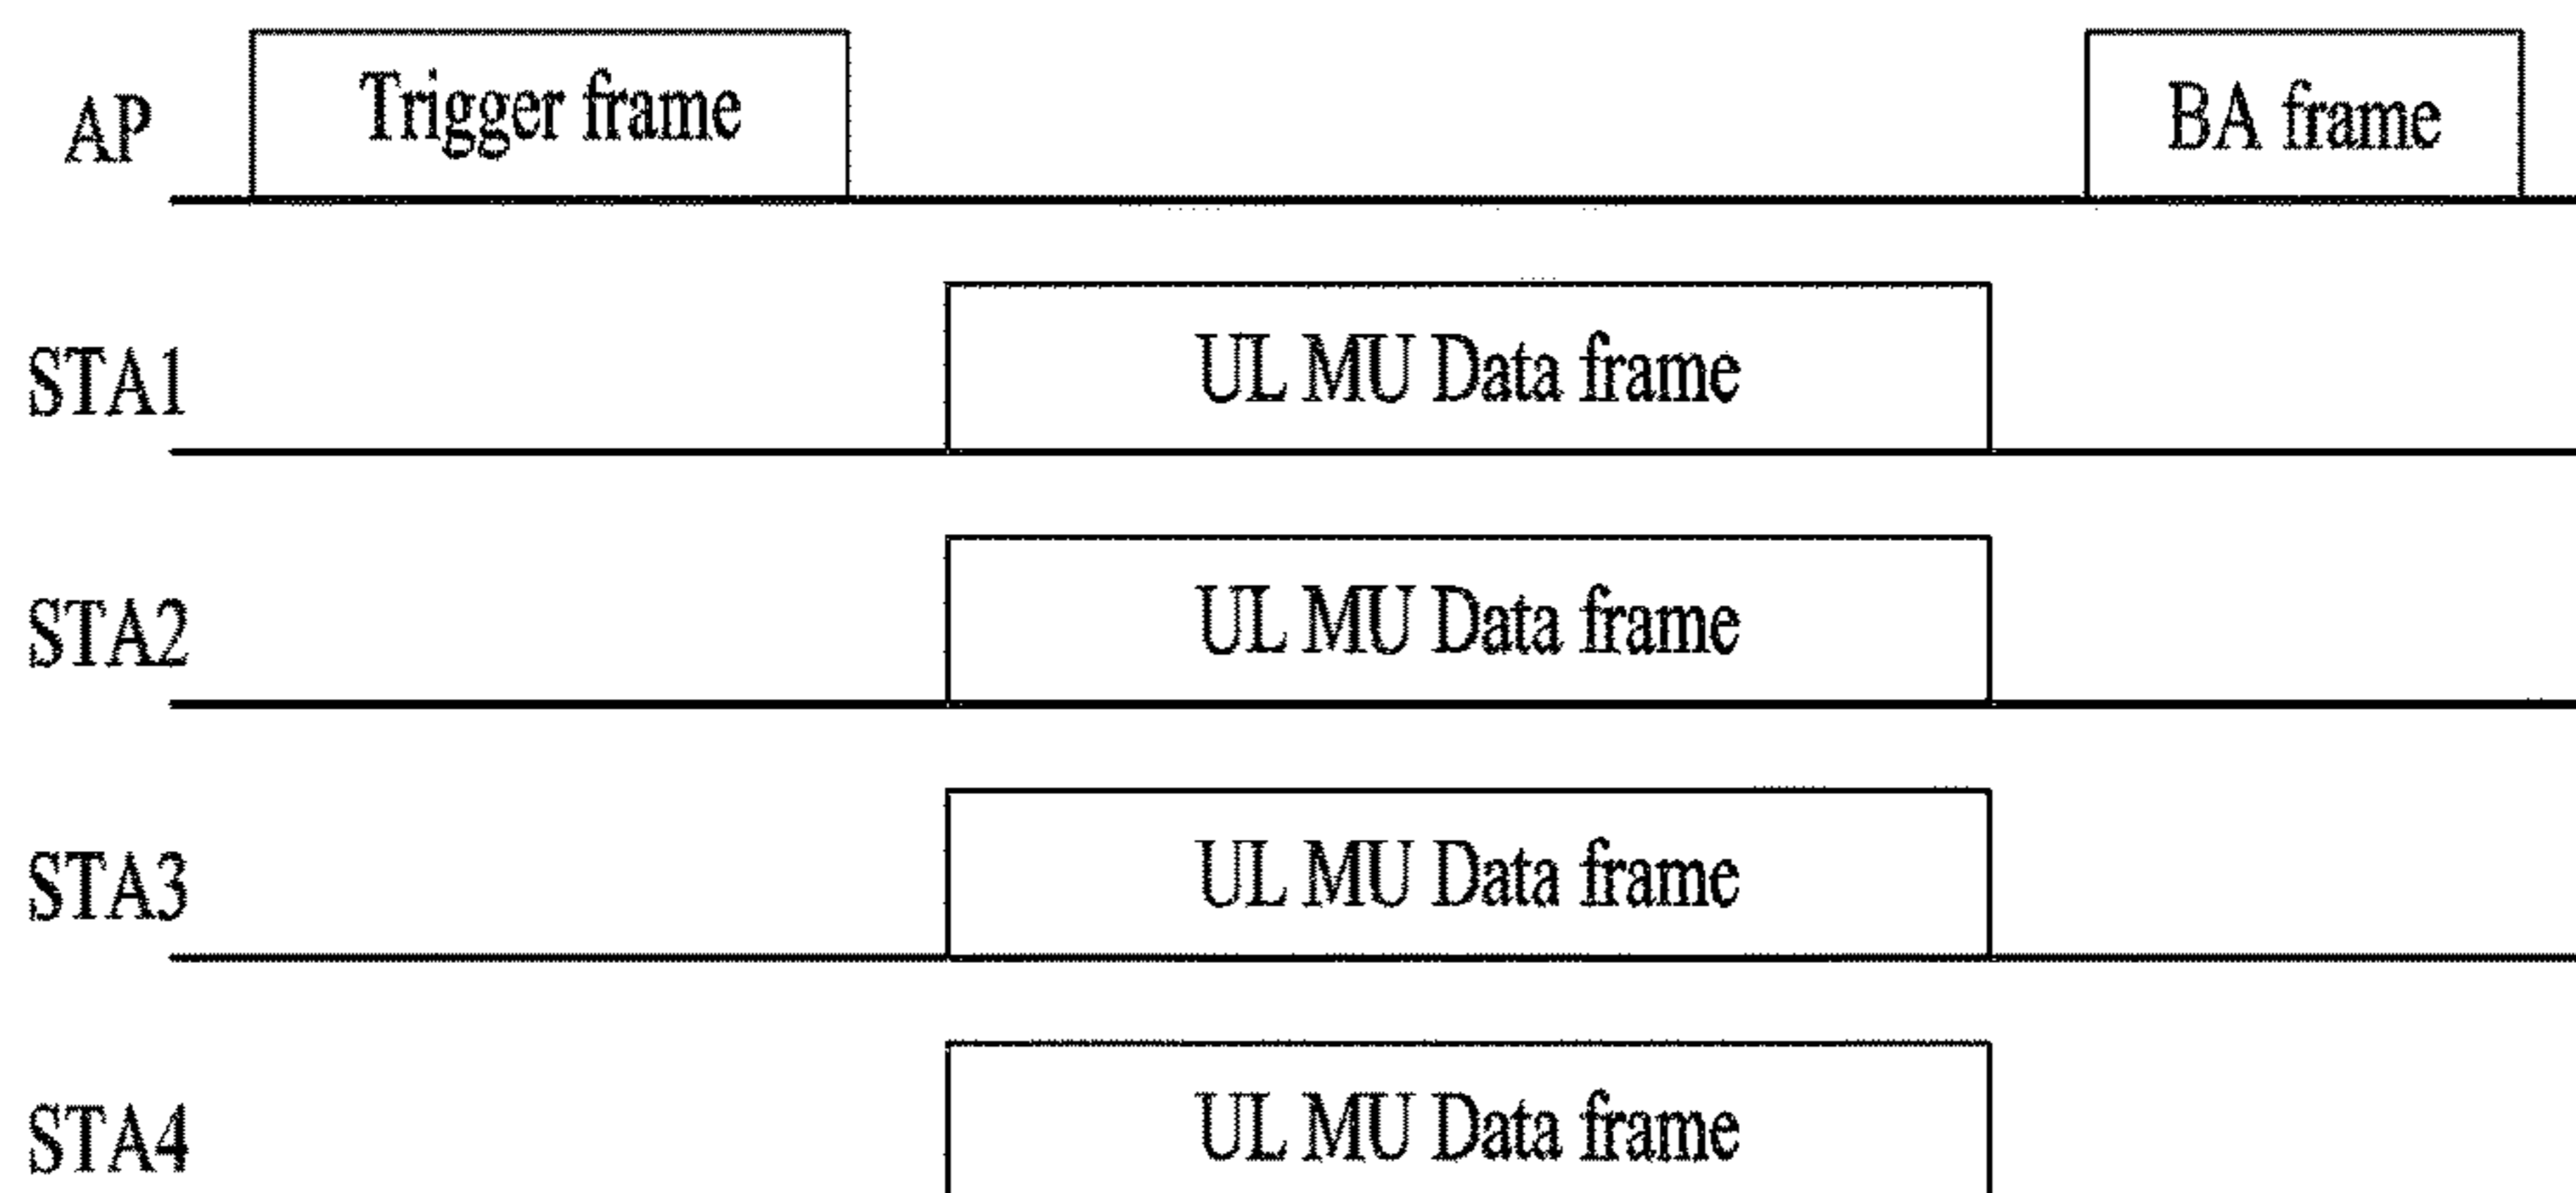 AP Trigger frame BA frame
STA1 UL MU Data frame
STA2 UL MU Data frame
STA3 UL MU Data frame
STA4 UL MU Data frame